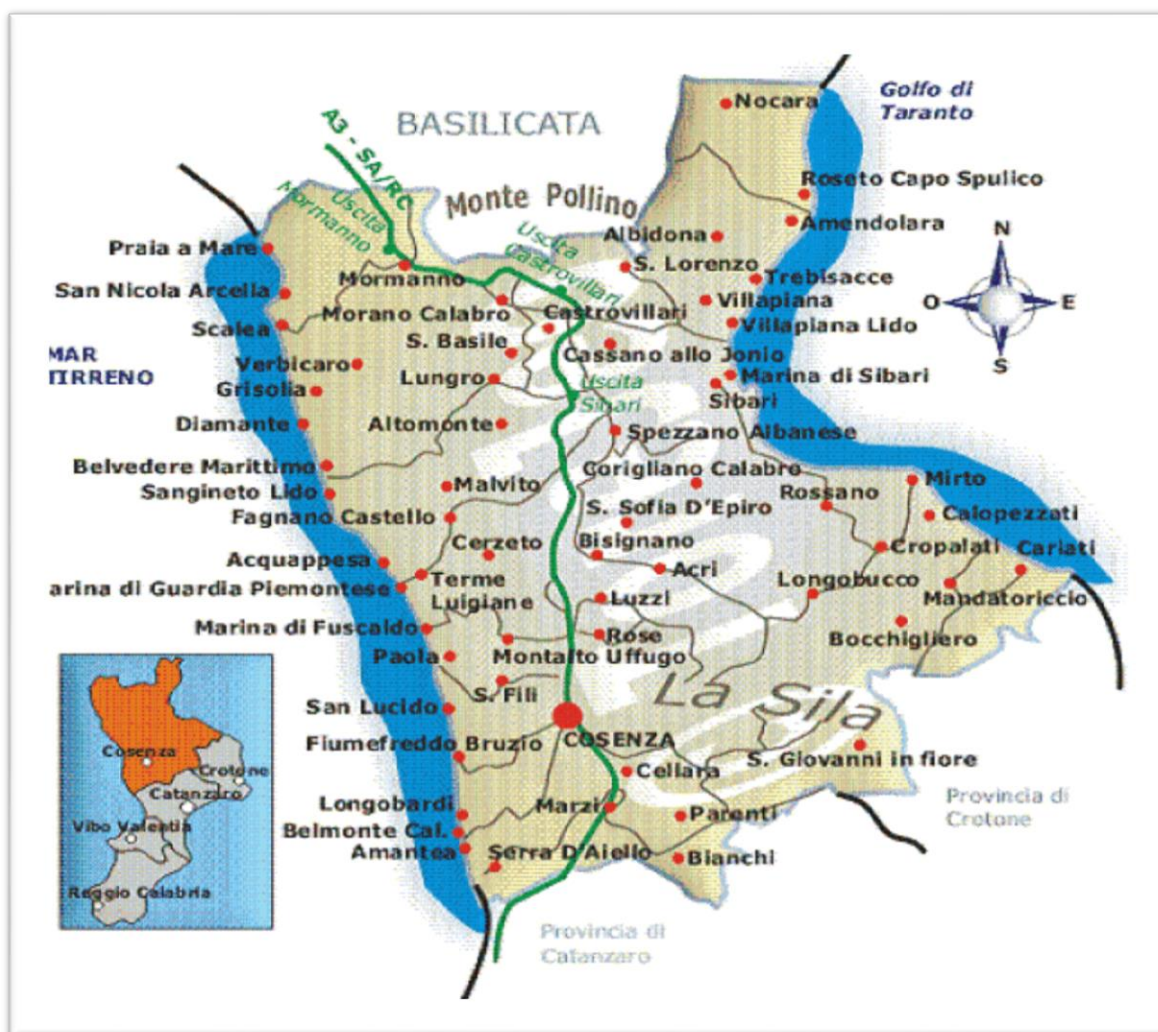 Golfo di
Taranto
Nocara
BASILICATA
A3 - SA/RC
Uscita
Mormanno
Monte Pollino
Uscita
Castrovillari
Roseto Capo Spulico
Amendolara
Albidona
Praia a Mare
S. Lorenzo
Trebisacce
Mormanno
San Nicola Arcella
Morano Calabro
Castrovillari
Villapiana
Scalea
Villapiana Lido
N
O
E
S
S. Basile
Cassano allo Jonio
MAR
TIRRENO
Verbicaro
Lungro
Uscita
Sibari
Marina di Sibari
Grisolia
Sibari
Diamante
Altomonte
Spezzano Albanese
Belvedere Marittimo
Corigliano Calabro
Mirto
Sangineto Lido
Malvito
Rossano
Fagnano Castello
S. Sofia D'Epiro
Calopezzati
Cerzeto
Bisignano
Cropalati
Cariati
Acquappesa
Acri
Longobucco
Mandatoriccio
arina di Guardia Piemontese
Terme
Luigiane
Luzzi
Marina di Fuscaldo
Rose
Bocchigliero
Paola
Montalto Uffugo
S. Fili
La Sila
San Lucido
COSENZA
Fiumefreddo Bruzio
S. Giovanni in fiore
Cellara
Longobardi
Marzi
Parenti
Provincia di
Crotone
Belmonte Cal.
Amantea
Serra D'Aiello
Bianchi
Provincia di
Catanzaro
Cosenza
Crotone
Catanzaro
Vibo Valentia
Reggio Calabria